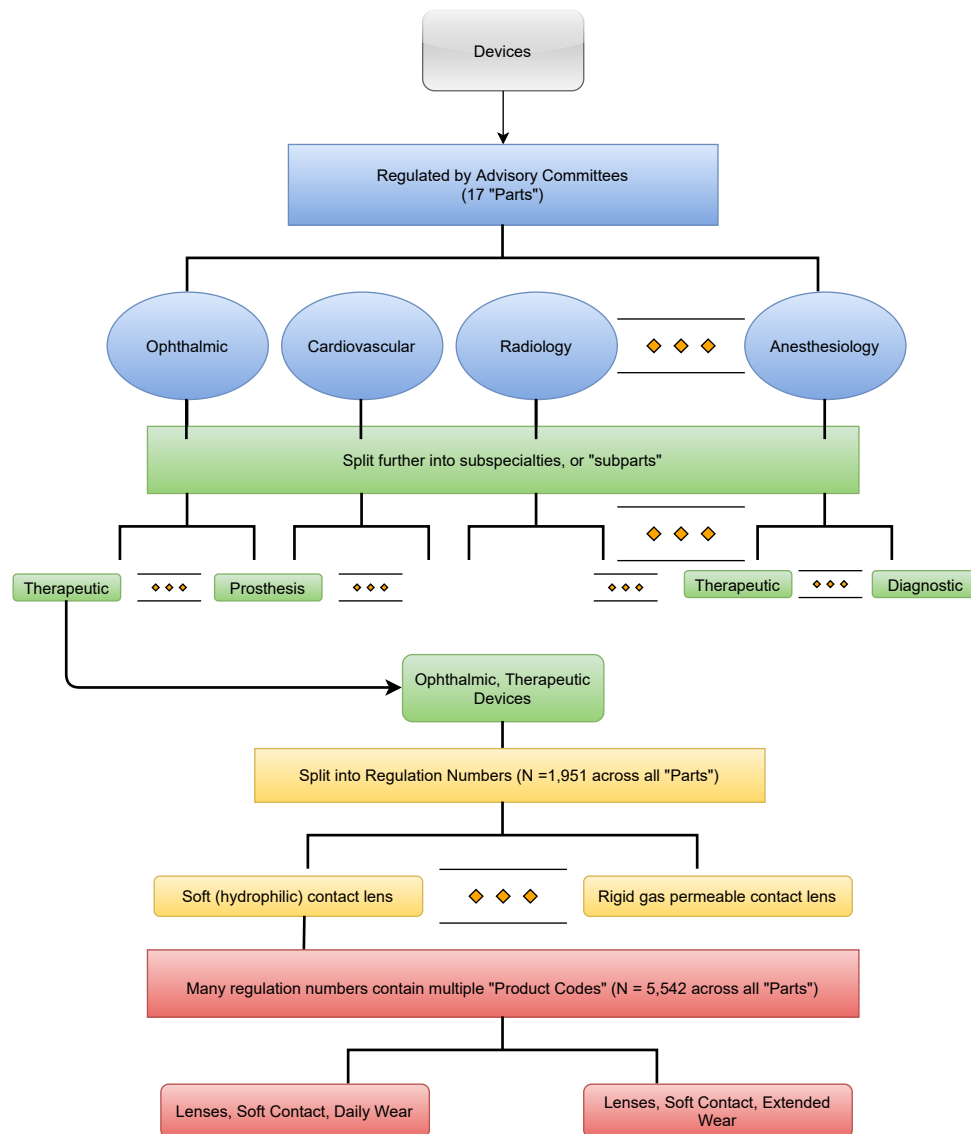 Devices
Regulated by Advisory Committees
(17 "Parts")
Ophthalmic
Cardiovascular
Radiology
Anesthesiology
Split further into subspecialties, or "subparts"
Therapeutic
Prosthesis
Therapeutic
Diagnostic
Ophthalmic, Therapeutic
Devices
Split into Regulation Numbers (N =1,951 across all "Parts")
Soft (hydrophilic) contact lens
Rigid gas permeable contact lens
Many regulation numbers contain multiple "Product Codes" (N = 5,542 across all "Parts")
Lenses, Soft Contact, Daily Wear
Lenses, Soft Contact, Extended
Wear